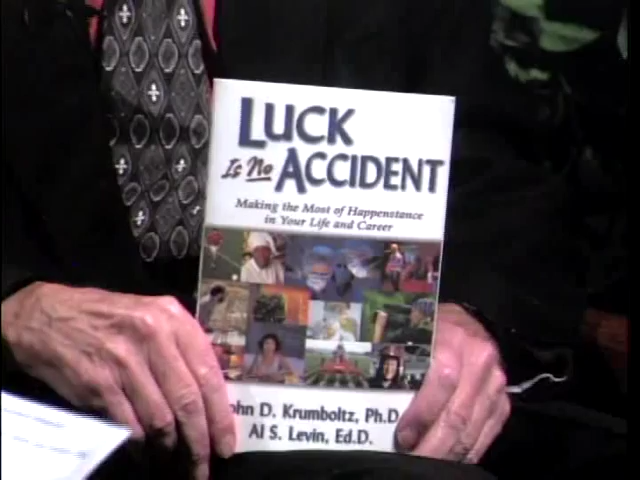 LUCK
Is No ACCIDENT
Making the Most of Happenstance
in Your Life and Career
John D. Krumboltz, Ph.D.
Al S. Levin, Ed.D.